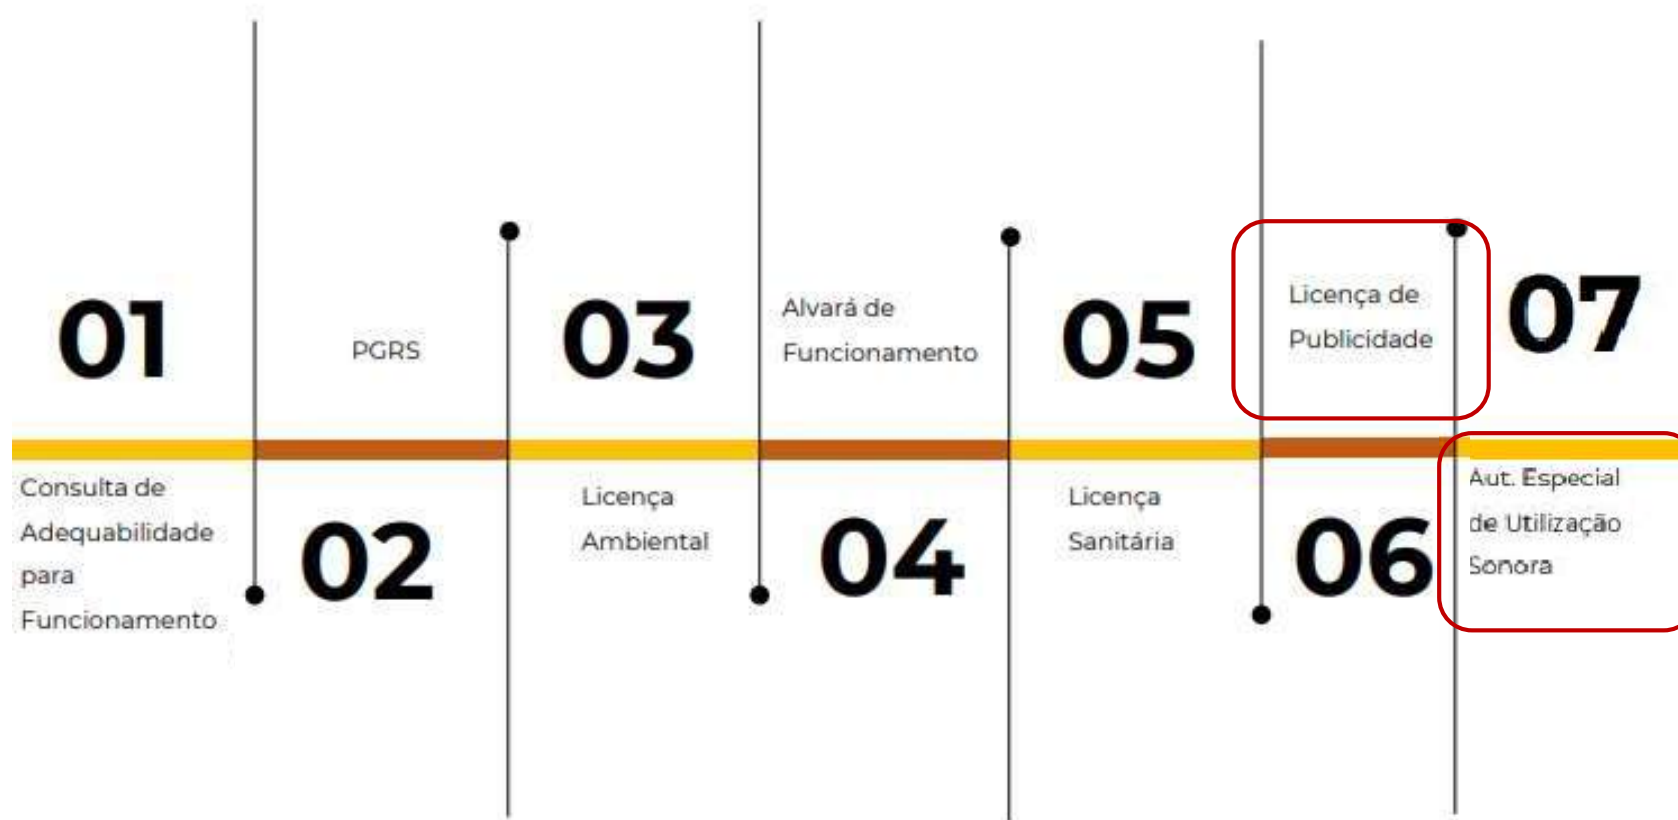 01
Consulta de
Adequabilidade
para
Funcionamento
PGRS
02
03
Licença
Ambiental
Alvará de
Funcionamento
04
05
Licença
Sanitária
Licença de
Publicidade
06
07
Aut. Especial
de Utilização
Sonora